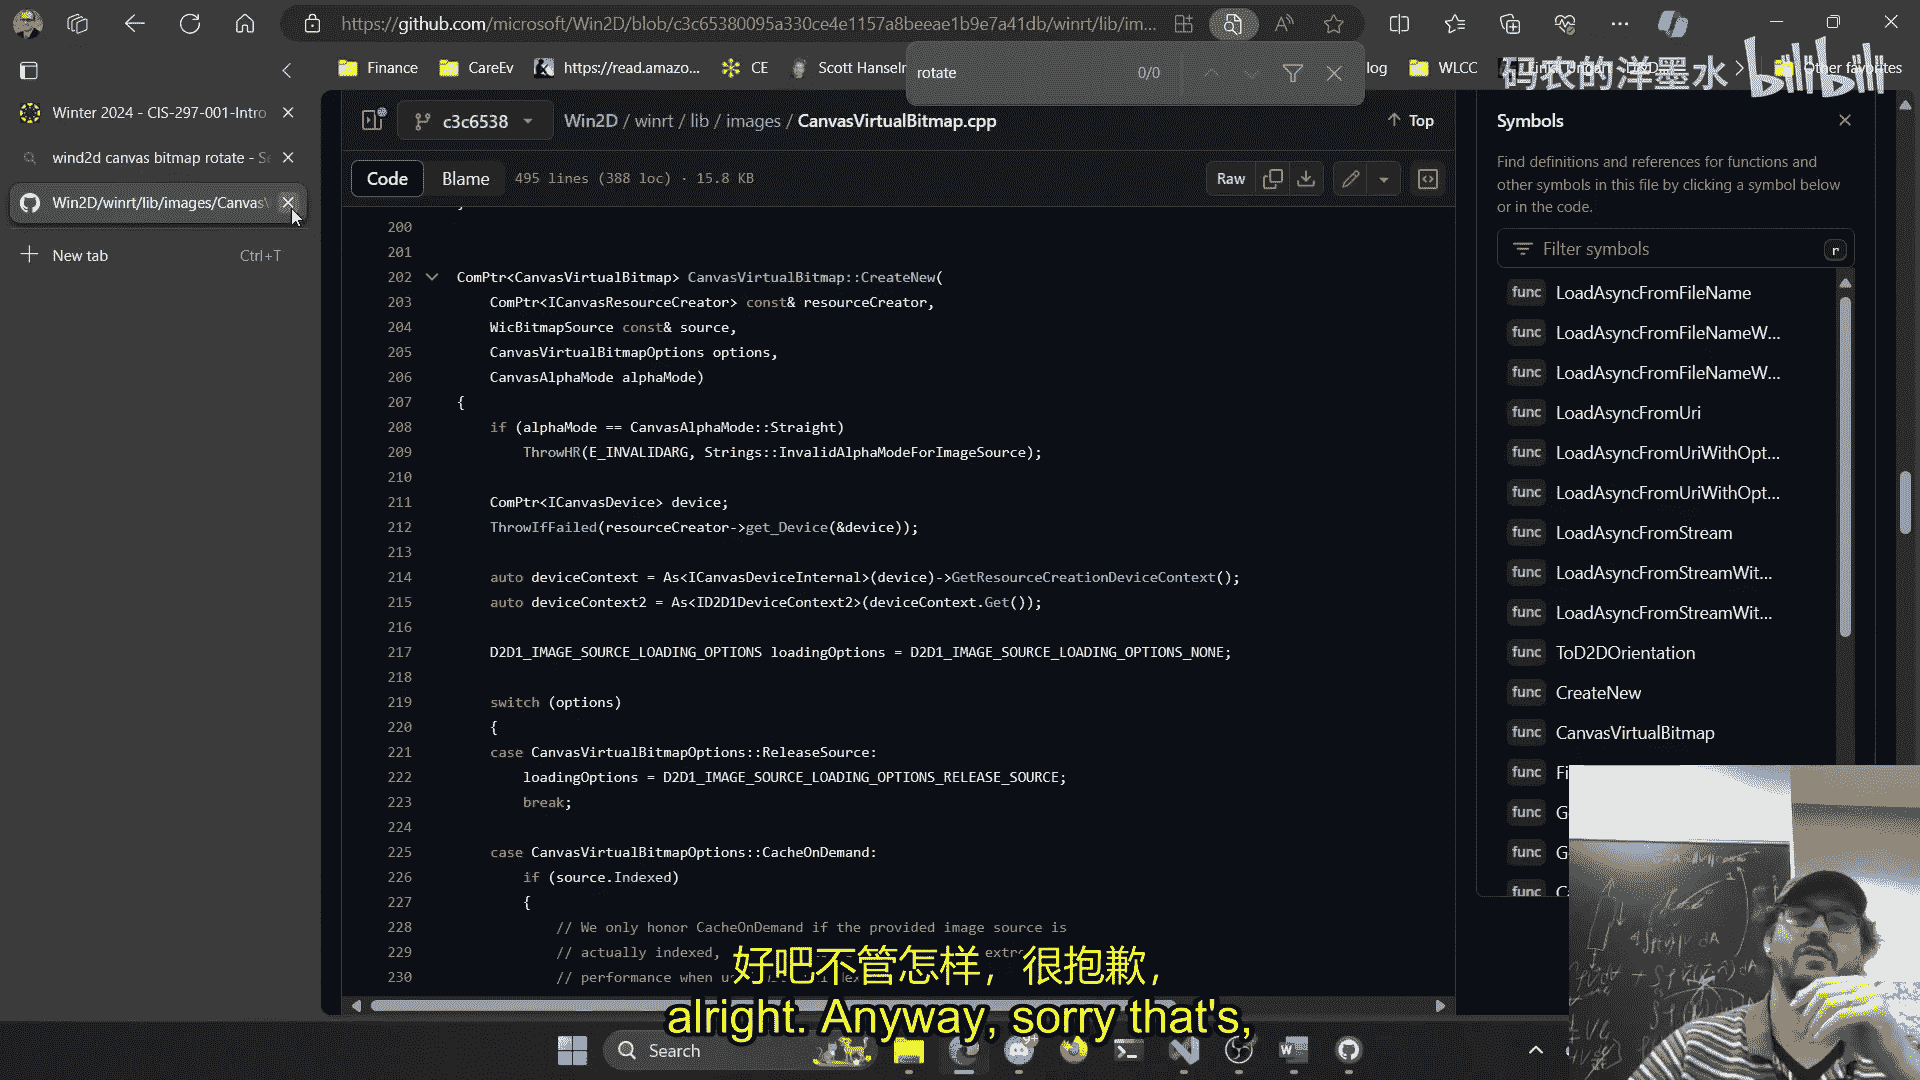 https://github.com/microsoft/Win2D/blob/c3c65380095a330ce4e1157a8beeae1b9e7a41db/winrt/lib/im...
Finance
CareEv
https://read.amazo...
CE
Scott Hanselr
rotate
0/0
log
WLCC
Other favorites
码农的洋墨水
bilibili
Winter 2024 - CIS-297-001-Intro
wind2d canvas bitmap rotate - Se
Win2D/winrt/lib/images/CanvasV
New tab
Ctrl+T
c3c6538
Win2D / winrt / lib / images / CanvasVirtualBitmap.cpp
Top
Code
Blame
495 lines (388 loc) · 15.8 KB
Raw
200
201
202 ComPtr<CanvasVirtualBitmap> CanvasVirtualBitmap::CreateNew(
203 ComPtr<ICanvasResourceCreator> const& resourceCreator,
204 WicBitmapSource const& source,
205 CanvasVirtualBitmapOptions options,
206 CanvasAlphaMode alphaMode)
207 {
208 if (alphaMode == CanvasAlphaMode::Straight)
209 ThrowHR(E_INVALIDARG, Strings::InvalidAlphaModeForImageSource);
210
211 ComPtr<ICanvasDevice> device;
212 ThrowIfFailed(resourceCreator->get_Device(&device));
213
214 auto deviceContext = As<ICanvasDeviceInternal>(device)->GetResourceCreationDeviceContext();
215 auto deviceContext2 = As<ID2D1DeviceContext2>(deviceContext.Get());
216
217 D2D1_IMAGE_SOURCE_LOADING_OPTIONS loadingOptions = D2D1_IMAGE_SOURCE_LOADING_OPTIONS_NONE;
218
219 switch (options)
220 {
221 case CanvasVirtualBitmapOptions::ReleaseSource:
222 loadingOptions = D2D1_IMAGE_SOURCE_LOADING_OPTIONS_RELEASE_SOURCE;
223 break;
224
225 case CanvasVirtualBitmapOptions::CacheOnDemand:
226 if (source.Indexed)
227 {
228 // We only honor CacheOnDemand if the provided image source is
229 // actually indexed,
230 // performance when
Symbols
Find definitions and references for functions and
other symbols in this file by clicking a symbol below
or in the code.
Filter symbols
r
func LoadAsyncFromFileName
func LoadAsyncFromFileNameW...
func LoadAsyncFromFileNameW...
func LoadAsyncFromUri
func LoadAsyncFromUriWithOpt...
func LoadAsyncFromUriWithOpt...
func LoadAsyncFromStream
func LoadAsyncFromStreamWit...
func LoadAsyncFromStreamWit...
func ToD2DOrientation
func CreateNew
func CanvasVirtualBitmap
func Fi
func G
func G
func
好吧不管怎样，很抱歉，
alright. Anyway, sorry that's,
Search